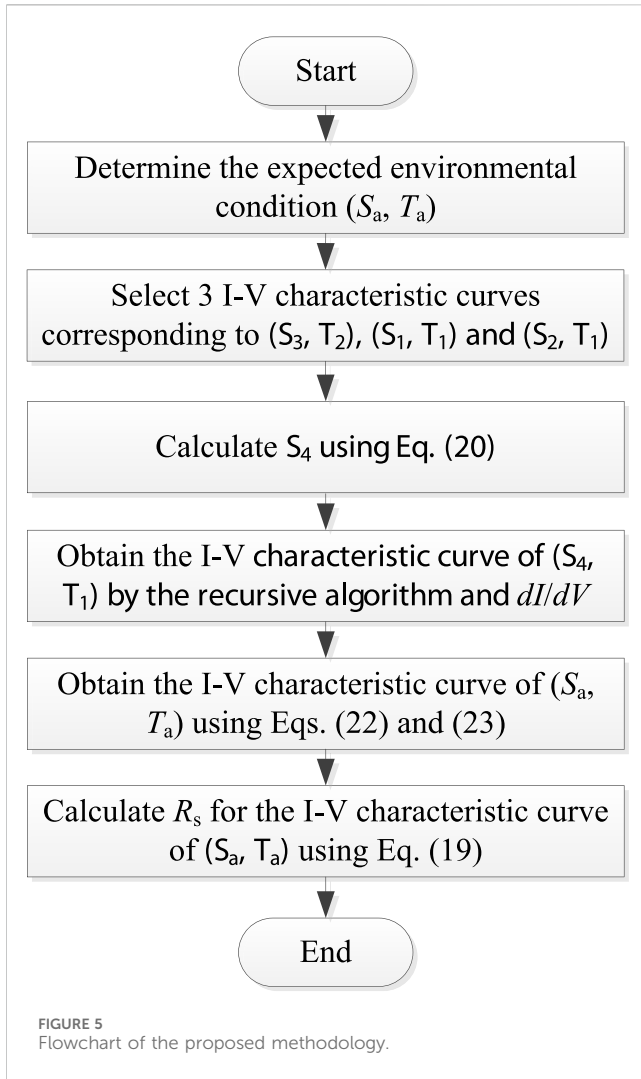 Start
Determine the expected environmental
condition (Sa, Ta)
Select 3 I-V characteristic curves
corresponding to (S3, T2), (S1, T1) and (S2, T1)
Calculate S4 using Eq. (20)
Obtain the I-V characteristic curve of (S4,
T1) by the recursive algorithm and dI/dV
Obtain the I-V characteristic curve of (Sa,
Ta) using Eqs. (22) and (23)
Calculate Rs for the I-V characteristic curve
of (Sa, Ta) using Eq. (19)
End
FIGURE 5
Flowchart of the proposed methodology.